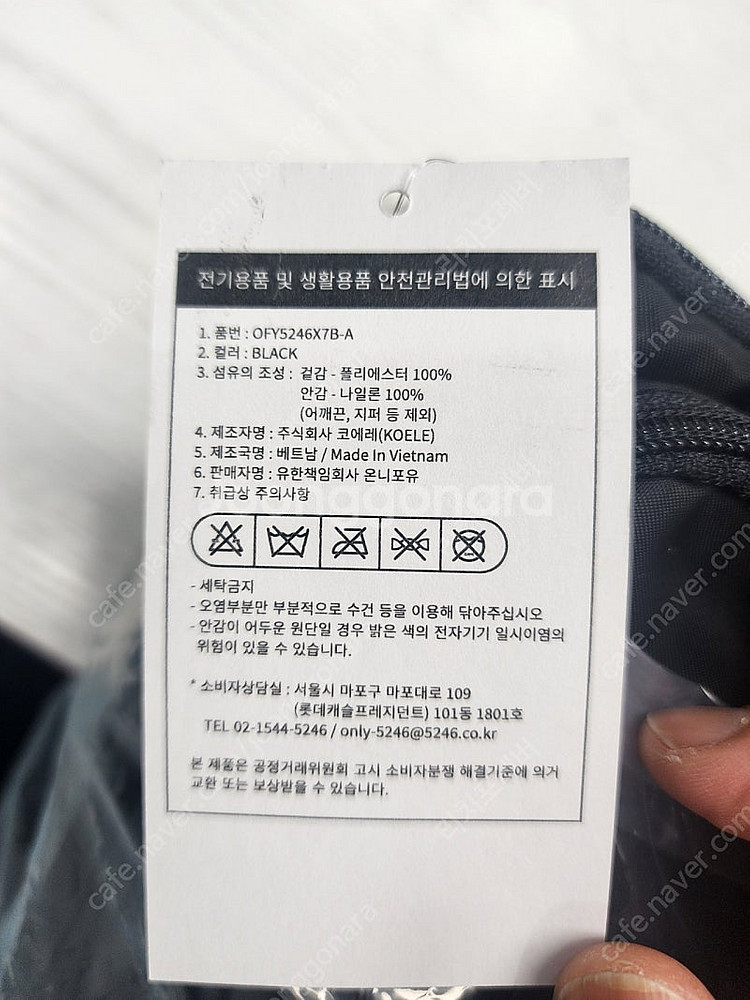 전기용품 및 생활용품 안전관리법에 의한 표시
1. 품번 : OFY5246X7B-A
2. 컬러 : BLACK
3. 섬유의 조성 : 겉감 - 폴리에스터 100%
안감 - 나일론 100%
(어깨끈, 지퍼 등 제외)
4. 제조자명 : 주식회사 코에레(KOELE)
5. 제조국명 : 베트남 / Made In Vietnam
6. 판매자명 : 유한책임회사 온니포유
7. 취급상 주의사항
joonggonara
- 세탁금지
- 오염부분만 부분적으로 수건 등을 이용해 닦아주십시오
- 안감이 어두운 원단일 경우 밝은 색의 전자기기 일시이염의
위험이 있을 수 있습니다.
* 소비자상담실 : 서울시 마포구 마포대로 109
(롯데캐슬프레지던트) 101동 1801호
TEL 02-1544-5246 / only-5246@5246.co.kr
본 제품은 공정거래위원회 고시 소비자분쟁 해결기준에 의거
교환 또는 보상받을 수 있습니다.